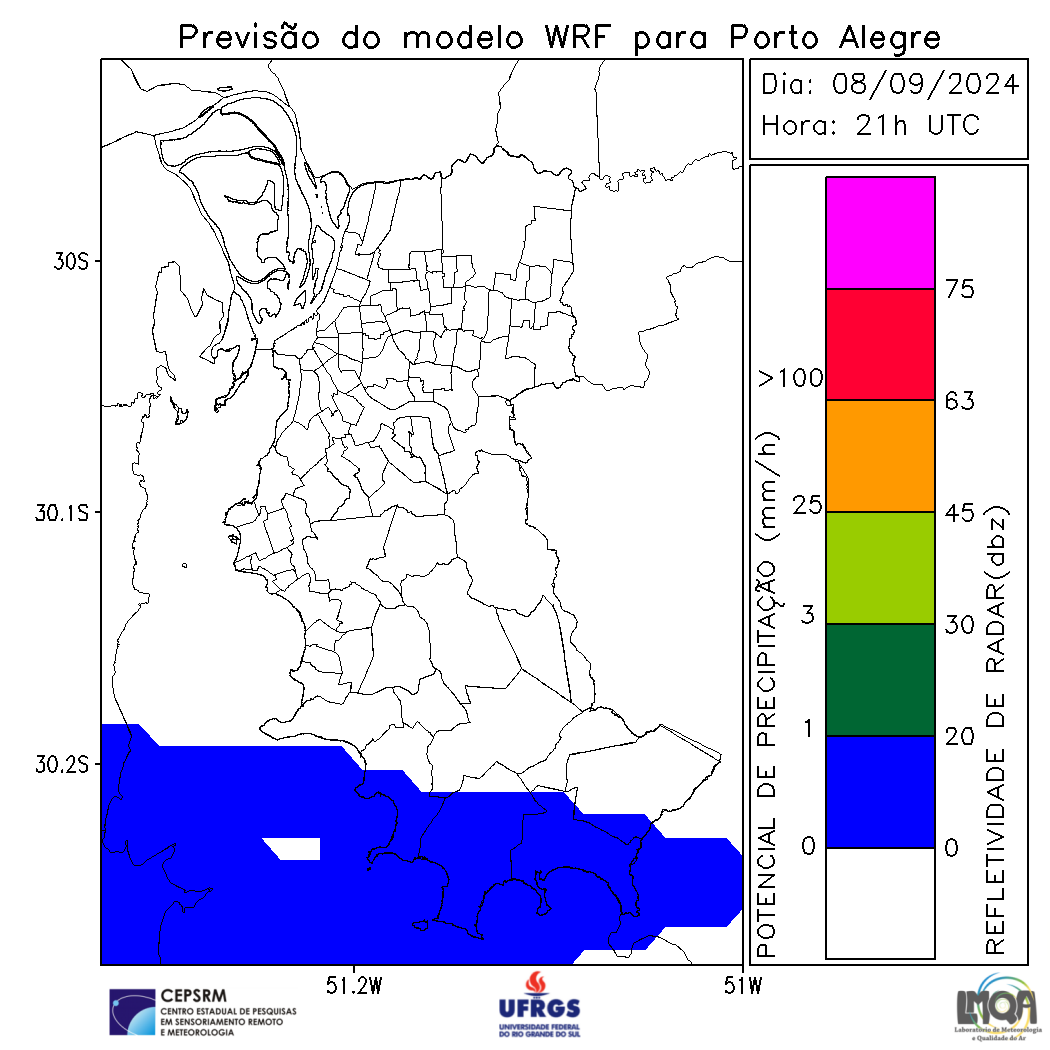 Previsão do modelo WRF para Porto Alegre
Dia: 08/09/2024
Hora: 21h UTC
30S
30.1S
30.2S
51.2W
51W
POTENCIAL DE PRECIPITAÇÃO (mm/h)
>100
25
3
1
0
75
63
45
30
20
0
REFLETIVIDADE DE RADAR(dbz)
CEPSRM
CENTRO ESTADUAL DE PESQUISAS
EM SENSORIAMENTO REMOTO
E METEOROLOGIA
UFRGS
UNIVERSIDADE FEDERAL
DO RIO GRANDE DO SUL
LMQA
Laboratório de Meteorologia
e Qualidade do Ar